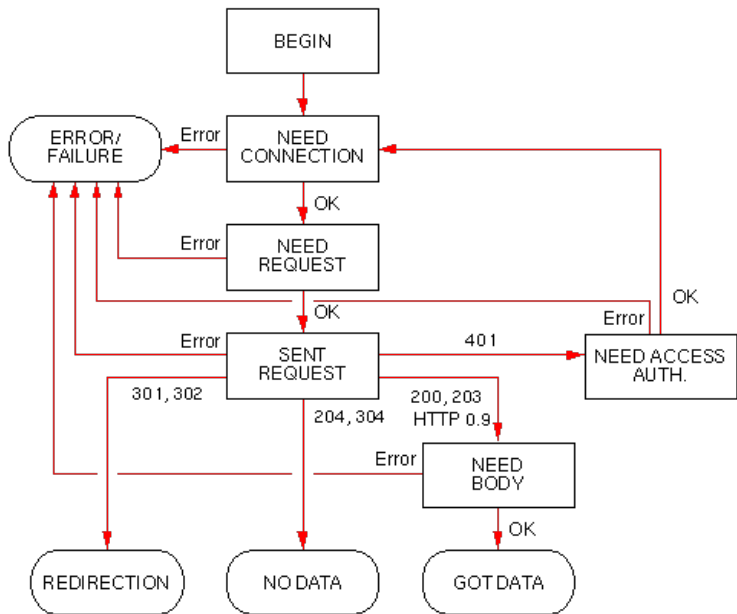 BEGIN
ERROR/
FAILURE
Error
NEED
CONNECTION
OK
Error
NEED
REQUEST
OK
OK
Error
Error
SENT
REQUEST
401
NEED ACCESS
AUTH.
301, 302
204, 304
200, 203
HTTP 0.9
Error
NEED
BODY
OK
REDIRECTION
NO DATA
GOT DATA